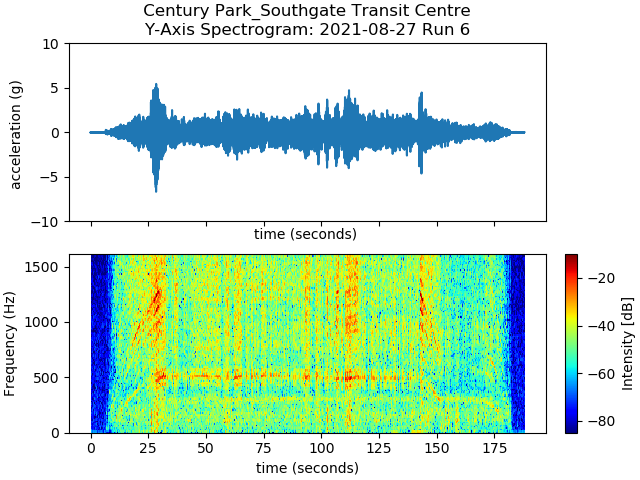 Century Park_Southgate Transit Centre
Y-Axis Spectrogram: 2021-08-27 Run 6
10
5
0
−5
−10
acceleration (g)
time (seconds)
1500
1000
500
0
Frequency (Hz)
0 25 50 75 100 125 150 175
time (seconds)
−20
−40
−60
−80
Intensity [dB]